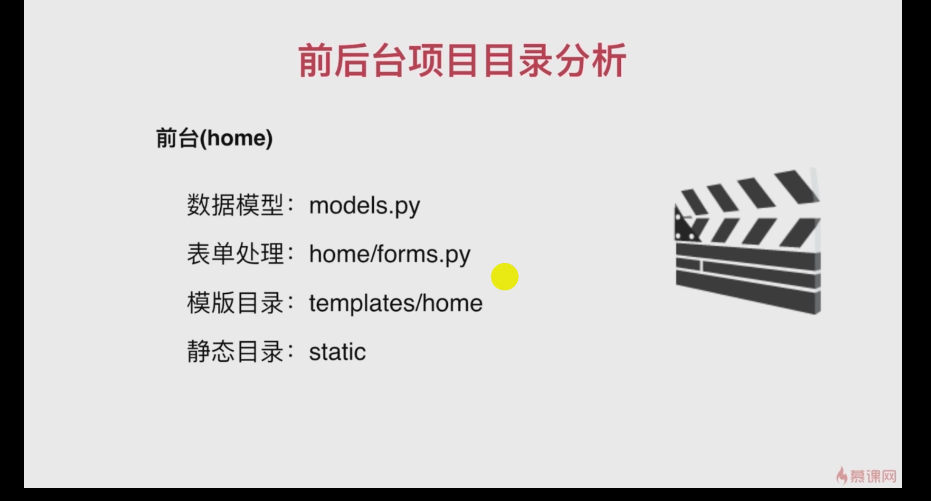 前后台项目目录分析
前台(home)
数据模型：models.py
表单处理：home/forms.py
模版目录：templates/home
静态目录：static
慕课网